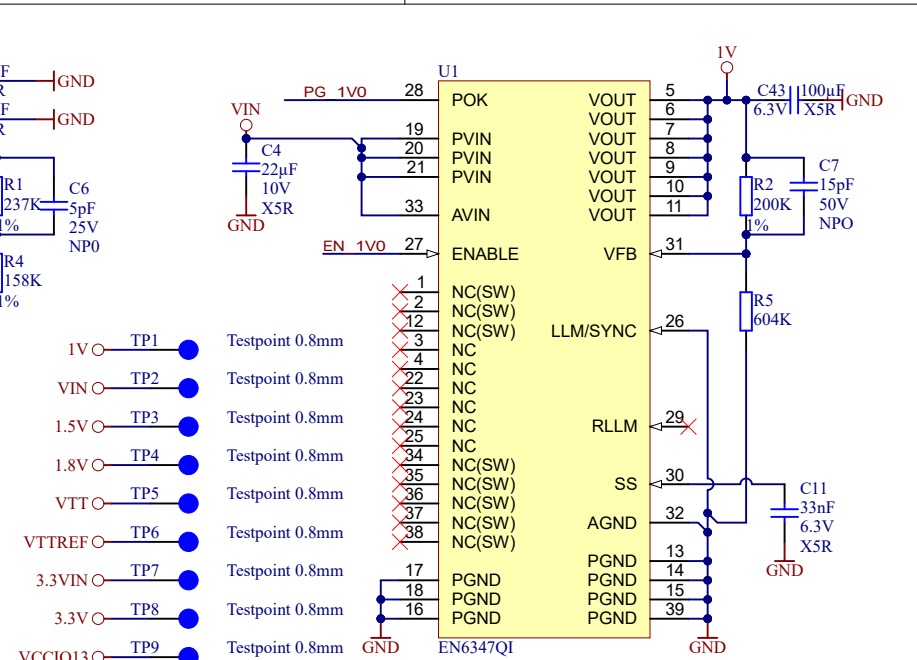 F
R
GND
F
R
GND
R1
237K
1%
C6
5pF
25V
NP0
R4
158K
1%
VIN
C4
22µF
10V
X5R
GND
PG_1V0
EN_1V0
U1
28 POK
19 PVIN
20 PVIN
21 PVIN
33 AVIN
27 ENABLE
1 NC(SW)
2 NC(SW)
12 NC(SW)
3 NC
4 NC
22 NC
23 NC
24 NC
25 NC
34 NC(SW)
35 NC(SW)
36 NC(SW)
37 NC(SW)
38 NC(SW)
17 PGND
18 PGND
16 PGND
GND
VOUT 5
VOUT 6
VOUT 7
VOUT 8
VOUT 9
VOUT 10
VOUT 11
VFB 31
LLM/SYNC 26
RLLM 29
SS 30
AGND 32
PGND 13
PGND 14
PGND 15
PGND 39
GND
EN6347QI
1V
C43 100µF
6.3V X5R
GND
R2
200K
1%
C7
15pF
50V
NPO
R5
604K
C11
33nF
6.3V
X5R
GND
1V TP1 Testpoint 0.8mm
VIN TP2 Testpoint 0.8mm
1.5V TP3 Testpoint 0.8mm
1.8V TP4 Testpoint 0.8mm
VTT TP5 Testpoint 0.8mm
VTTREF TP6 Testpoint 0.8mm
3.3VIN TP7 Testpoint 0.8mm
3.3V TP8 Testpoint 0.8mm
VCCIO13 TP9 Testpoint 0.8mm